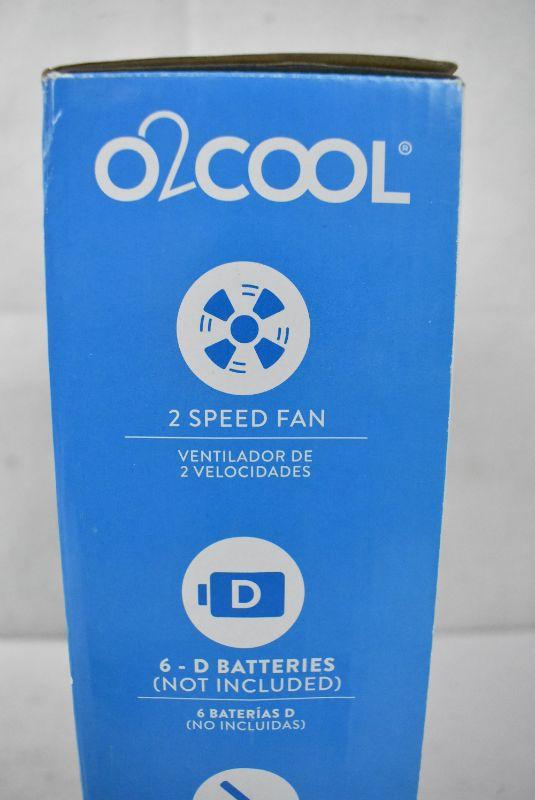 O2COOL®
2 SPEED FAN
VENTILADOR DE
2 VELOCIDADES
D
6 - D BATTERIES
(NOT INCLUDED)
6 BATERÍAS D
(NO INCLUIDAS)